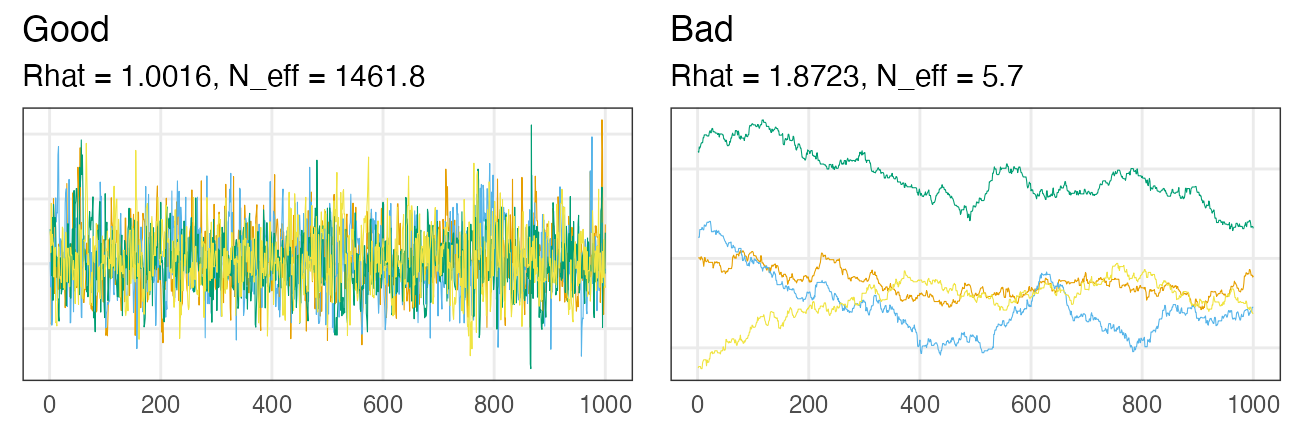 Good
Rhat = 1.0016, N_eff = 1461.8
0 200 400 600 800 1000
Bad
Rhat = 1.8723, N_eff = 5.7
0 200 400 600 800 1000